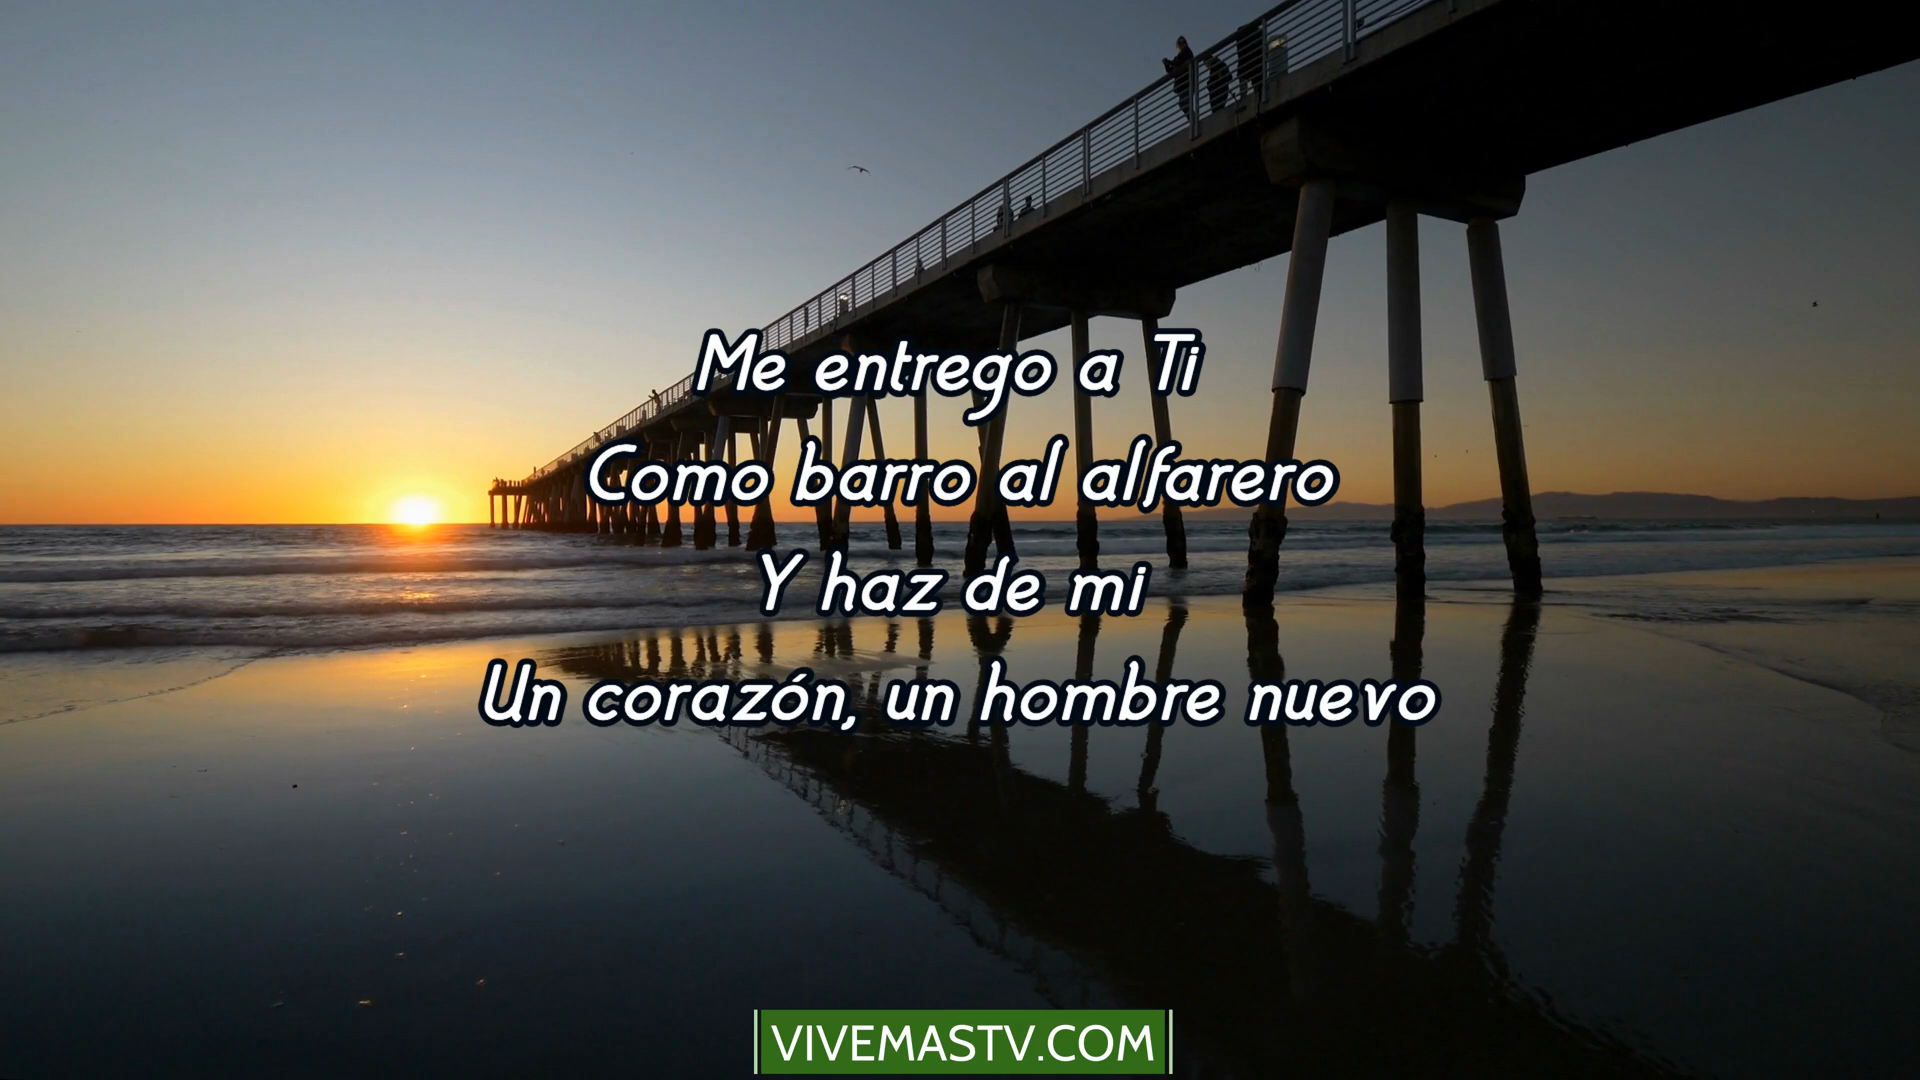 Me entrego a Ti
Como barro al alfarero
Y haz de mi
Un corazón, un hombre nuevo
VIVEMASTV.COM